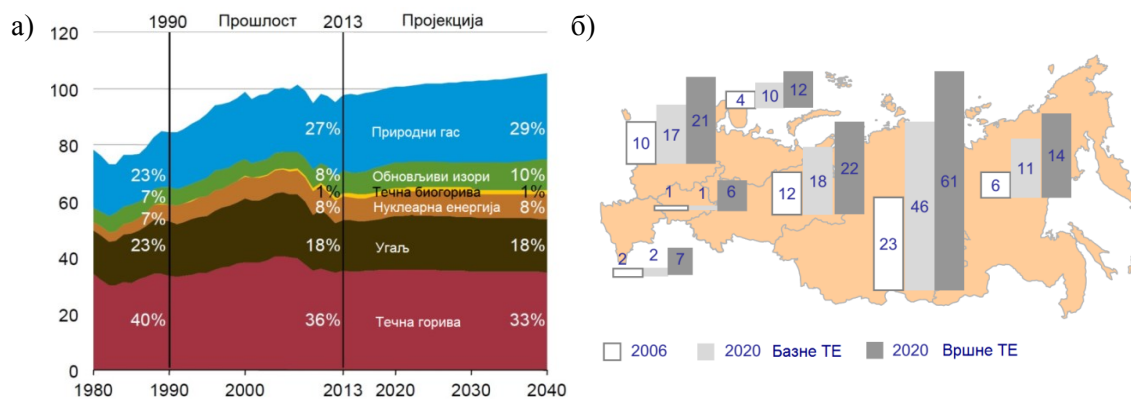 а)
1990 Прошлост 2013 Пројекција
120
100
80
60
40
20
0
27% Природни гас 29%
23%
8% Обновљиви изори 10%
7%
1% Течна биогорива 1%
7%
8% Нуклеарна енергија 8%
23% 18% Угаљ 18%
40% 36% Течна горива 33%
1980 1990 2000 2013 2020 2030 2040
б)
4 10 12
10 17 21
12 18 22
23 46 61
6 11 14
1 1 6
2 2 7
2006 2020 Базне ТЕ 2020 Вршне ТЕ